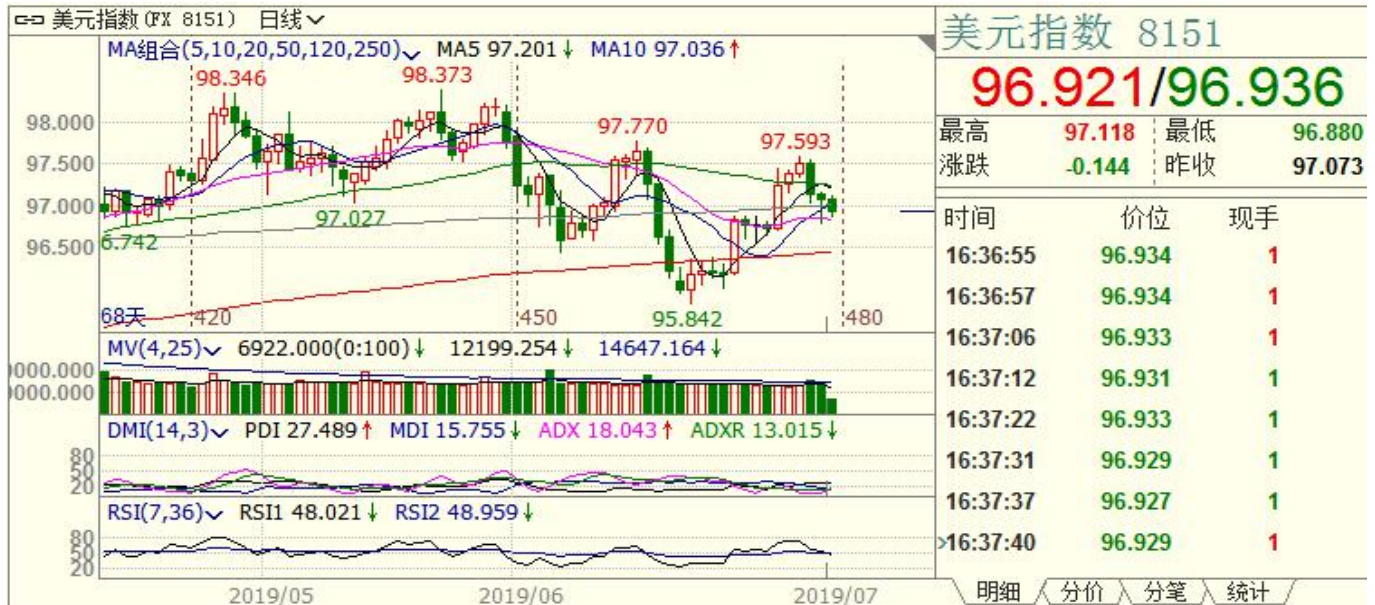 美元指数(FX 8151) 日线
MA组合(5,10,20,50,120,250) MA5 97.201↓ MA10 97.036↑
98.346
98.373
97.770
97.593
98.000
97.500
97.000
96.500
97.027
6.742
95.842
68天
420
450
480
MV(4,25) 6922.000(0:100)↓ 12199.254↓ 14647.164↓
0000.000
0000.000
DMI(14,3) PDI 27.489↑ MDI 15.755↓ ADX 18.043↑ ADXR 13.015↓
80
50
20
RSI(7,36) RSI1 48.021↓ RSI2 48.959↓
80
50
20
2019/05 2019/06 2019/07
美元指数 8151
96.921/96.936
最高 97.118 最低 96.880
涨跌 -0.144 昨收 97.073
时间 价位 现手
16:36:55 96.934 1
16:36:57 96.934 1
16:37:06 96.933 1
16:37:12 96.931 1
16:37:22 96.933 1
16:37:31 96.929 1
16:37:37 96.927 1
16:37:40 96.929 1
明细 分价 分笔 统计